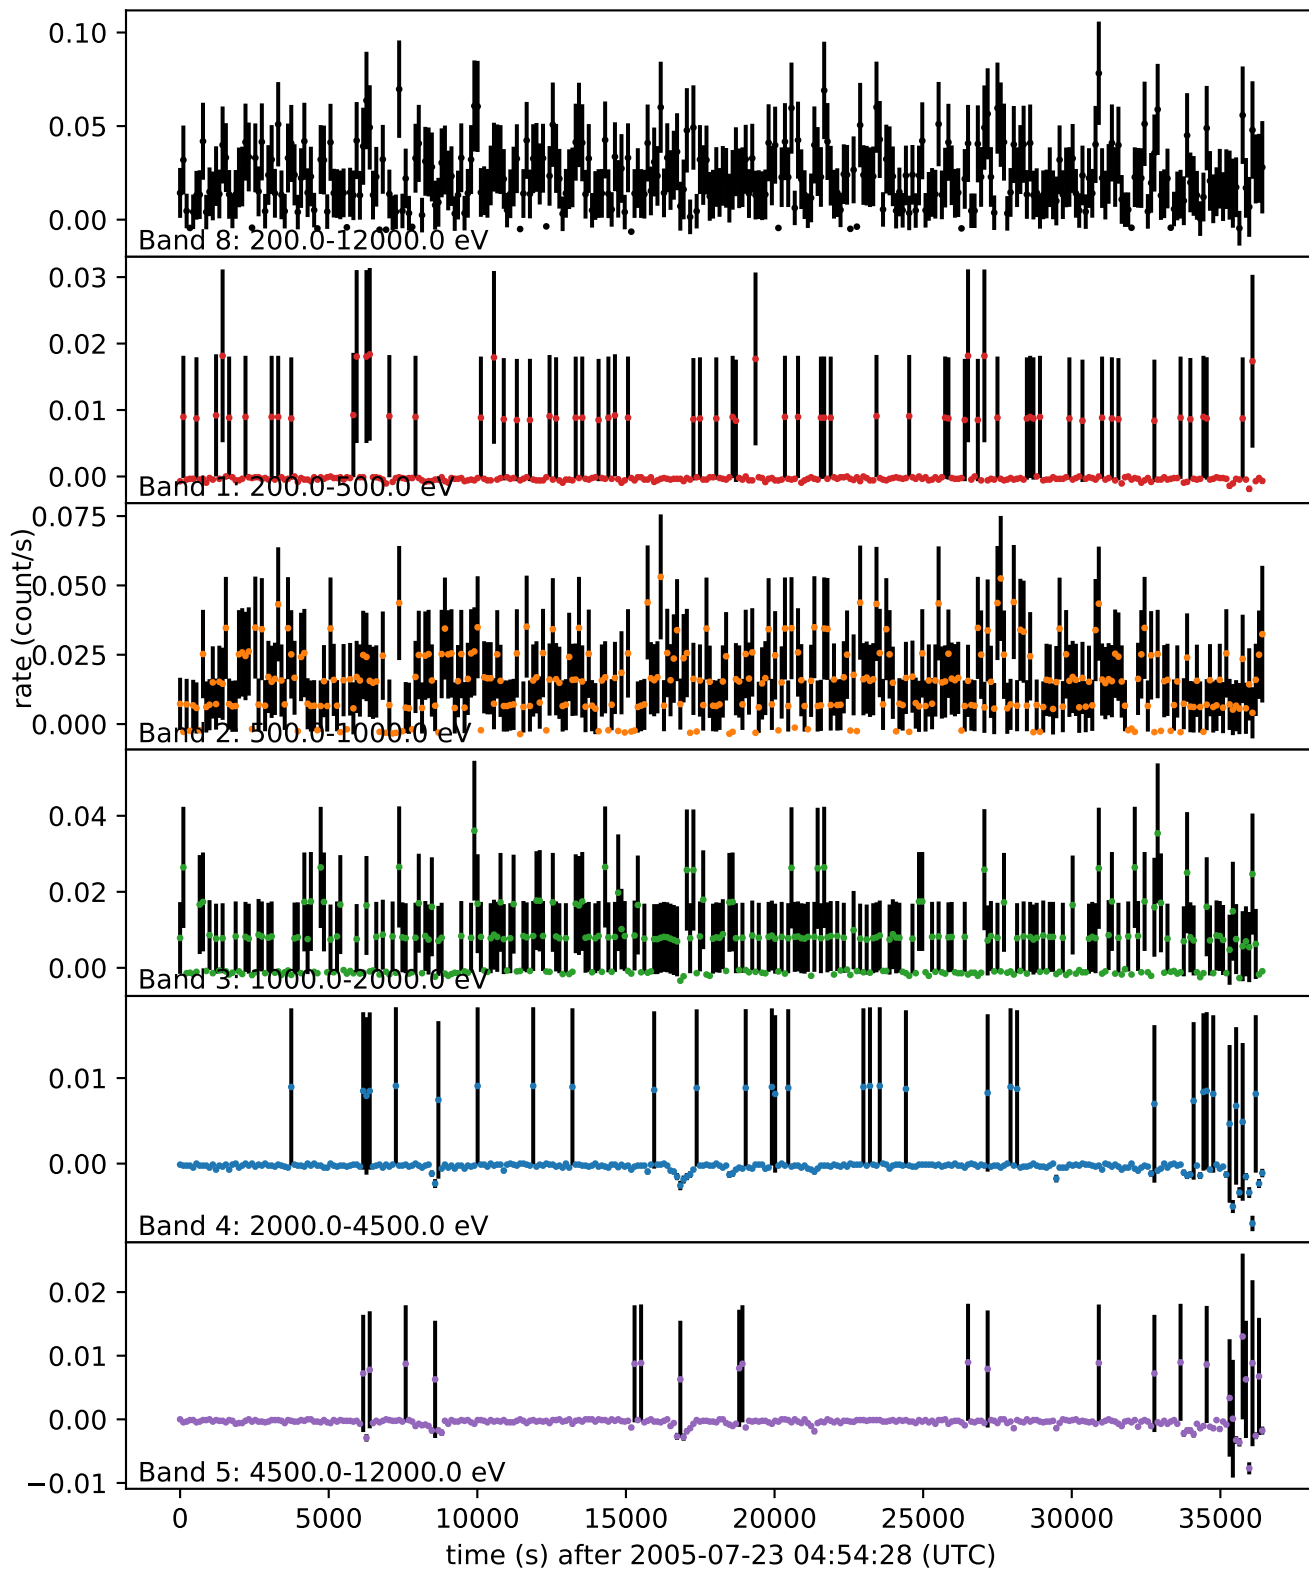 0.10
0.05
0.00
Band 8: 200.0-12000.0 eV
0.03
0.02
0.01
0.00
Band 1: 200.0-500.0 eV
rate (count/s)
0.075
0.050
0.025
0.000
Band 2: 500.0-1000.0 eV
0.04
0.02
0.00
Band 3: 1000.0-2000.0 eV
0.01
0.00
Band 4: 2000.0-4500.0 eV
0.02
0.01
0.00
−0.01
Band 5: 4500.0-12000.0 eV
0 5000 10000 15000 20000 25000 30000 35000
time (s) after 2005-07-23 04:54:28 (UTC)